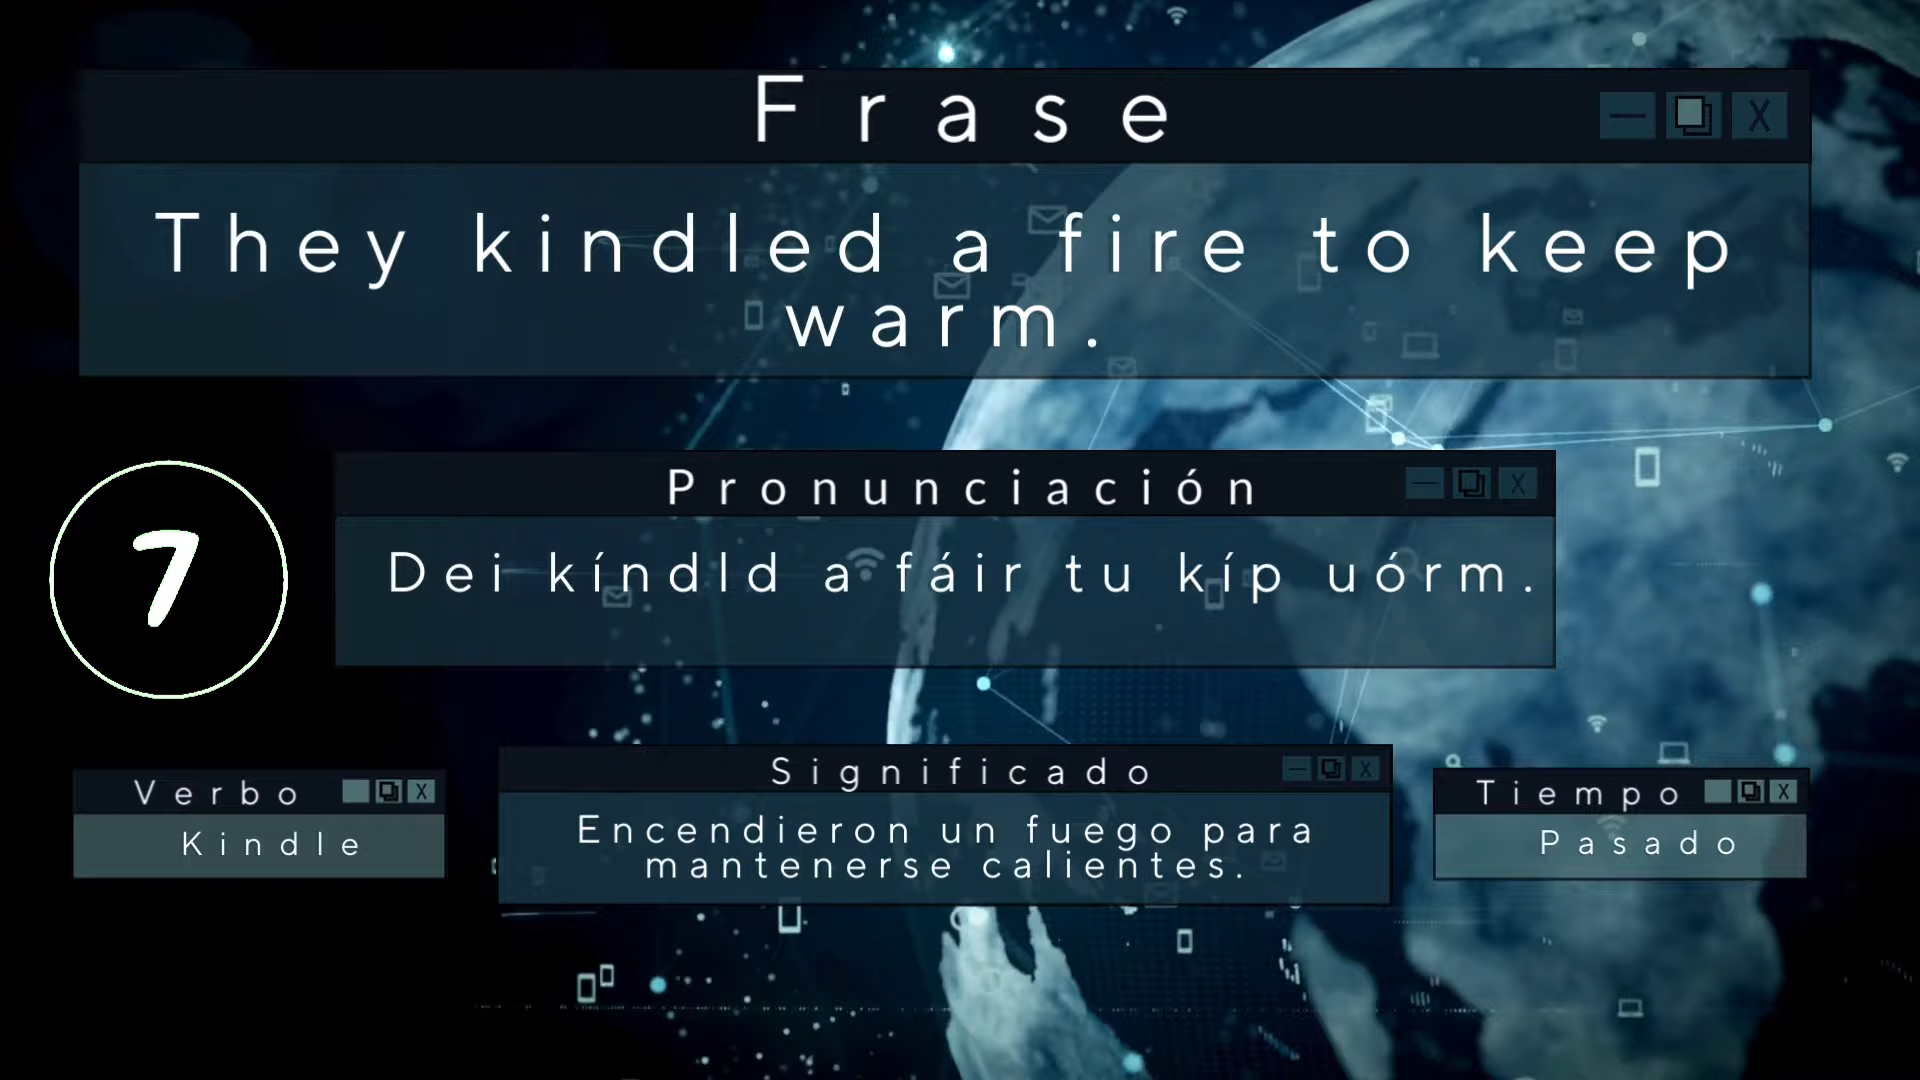 Frase
They kindled a fire to keep
warm.
7
Pronunciación
Dei kíndld a fáir tu kíp uórm.
Verbo
Kindle
Significado
Encendieron un fuego para
mantenerse calientes.
Tiempo
Pasado